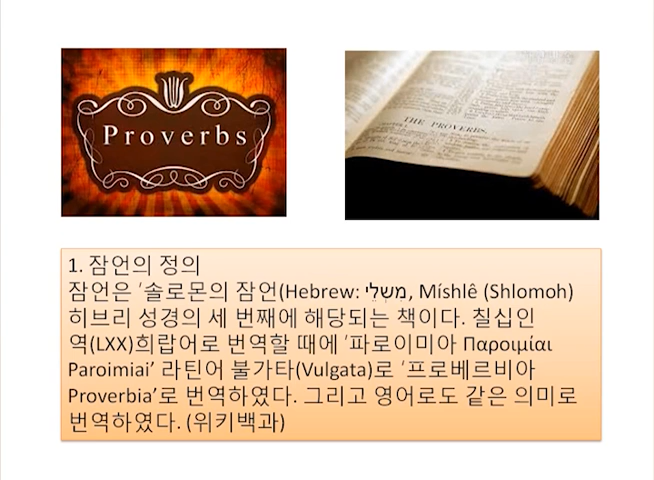 Proverbs
THE PROVERBS.
1. 잠언의 정의
잠언은 ‘솔로몬의 잠언(Hebrew: מִשְלֵי, Míshlê (Shlomoh)
히브리 성경의 세 번째에 해당되는 책이다. 칠십인
역(LXX)희랍어로 번역할 때에 ‘파로이미아 Παροιμίαι
Paroimiai’ 라틴어 불가타(Vulgata)로 ‘프로베르비아
Proverbia’로 번역하였다. 그리고 영어로도 같은 의미로
번역하였다. (위키백과)